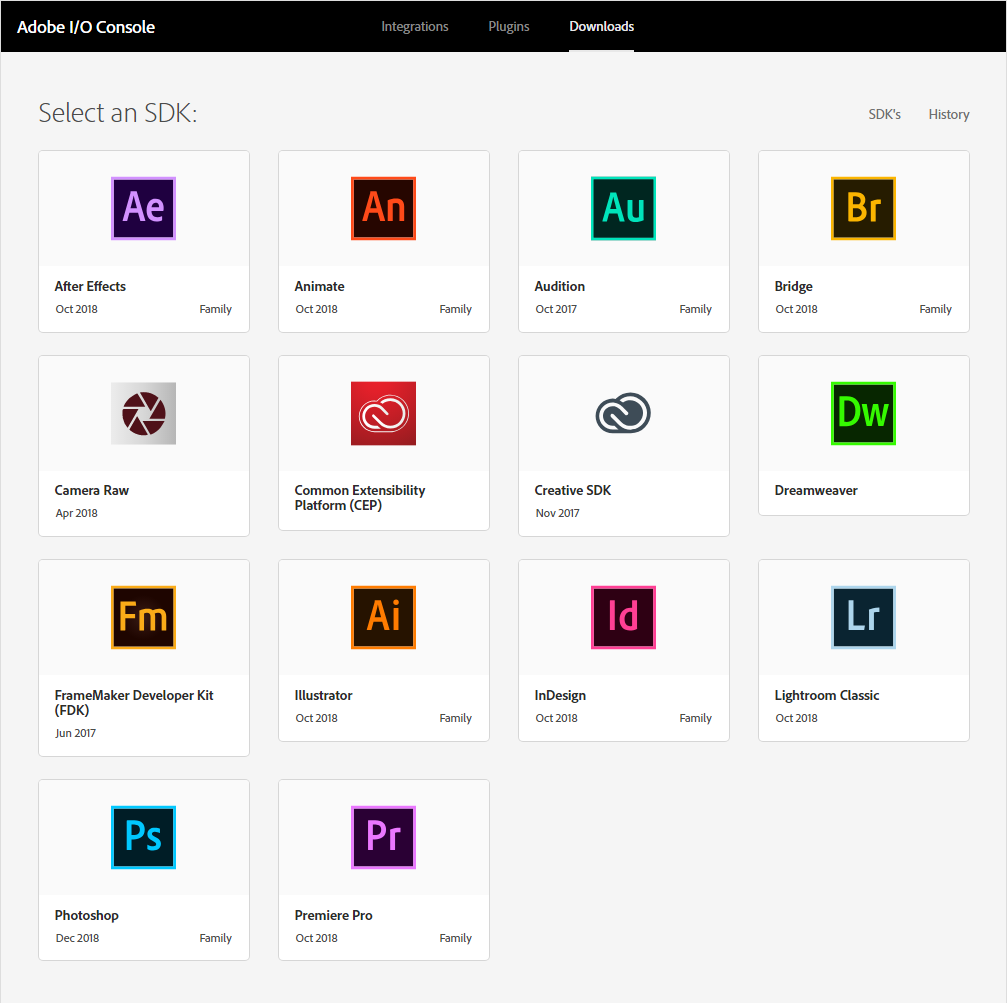 Adobe I/O Console
Integrations
Plugins
Downloads
Select an SDK:
SDK's
History
Ae
After Effects
Oct 2018
Family
An
Animate
Oct 2018
Family
Au
Audition
Oct 2017
Family
Br
Bridge
Oct 2018
Family
Camera Raw
Apr 2018
Common Extensibility
Platform (CEP)
Creative SDK
Nov 2017
Dw
Dreamweaver
Fm
FrameMaker Developer Kit
(FDK)
Jun 2017
Ai
Illustrator
Oct 2018
Family
Id
InDesign
Oct 2018
Family
Lr
Lightroom Classic
Oct 2018
Ps
Photoshop
Dec 2018
Family
Pr
Premiere Pro
Oct 2018
Family